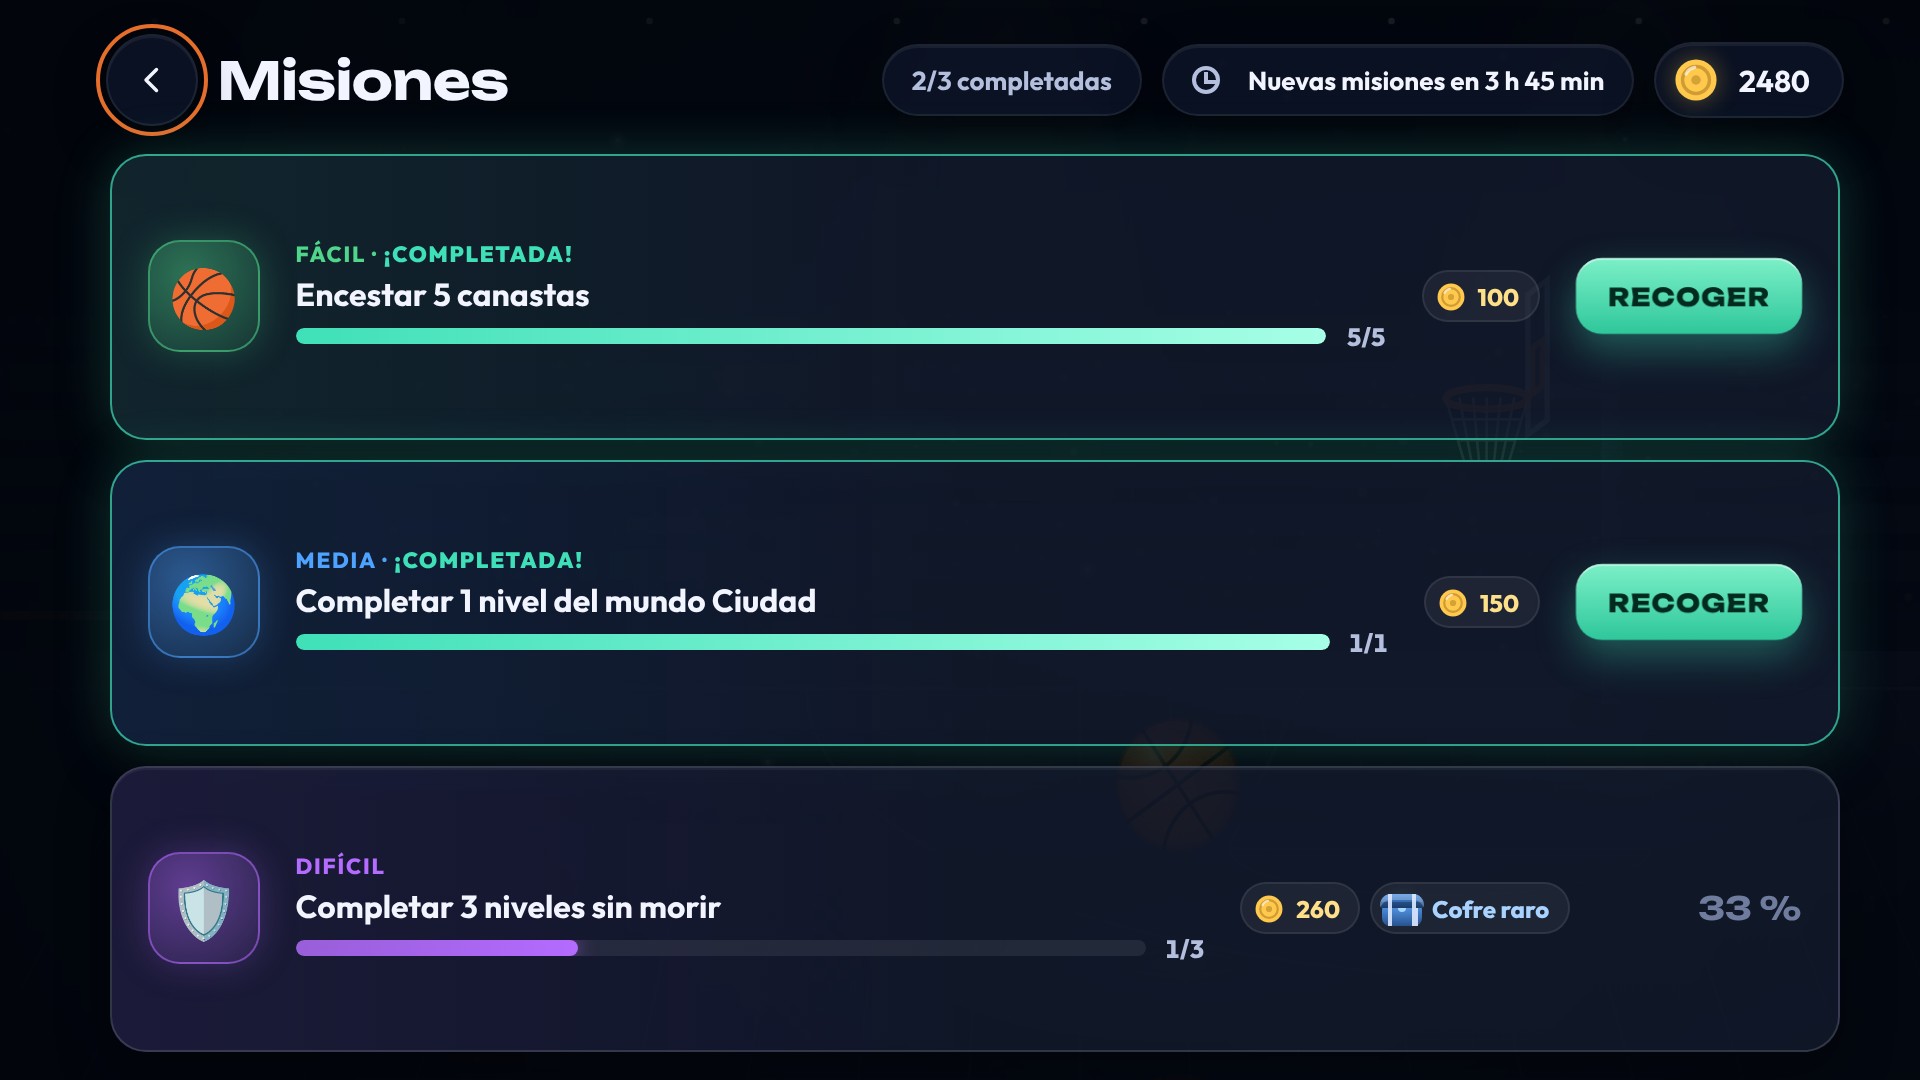 Misiones
2/3 completadas
Nuevas misiones en 3 h 45 min
2480
FÁCIL · ¡COMPLETADA!
Encestar 5 canastas
5/5
100
RECOGER
MEDIA · ¡COMPLETADA!
Completar 1 nivel del mundo Ciudad
1/1
150
RECOGER
DIFÍCIL
Completar 3 niveles sin morir
1/3
260
Cofre raro
33 %